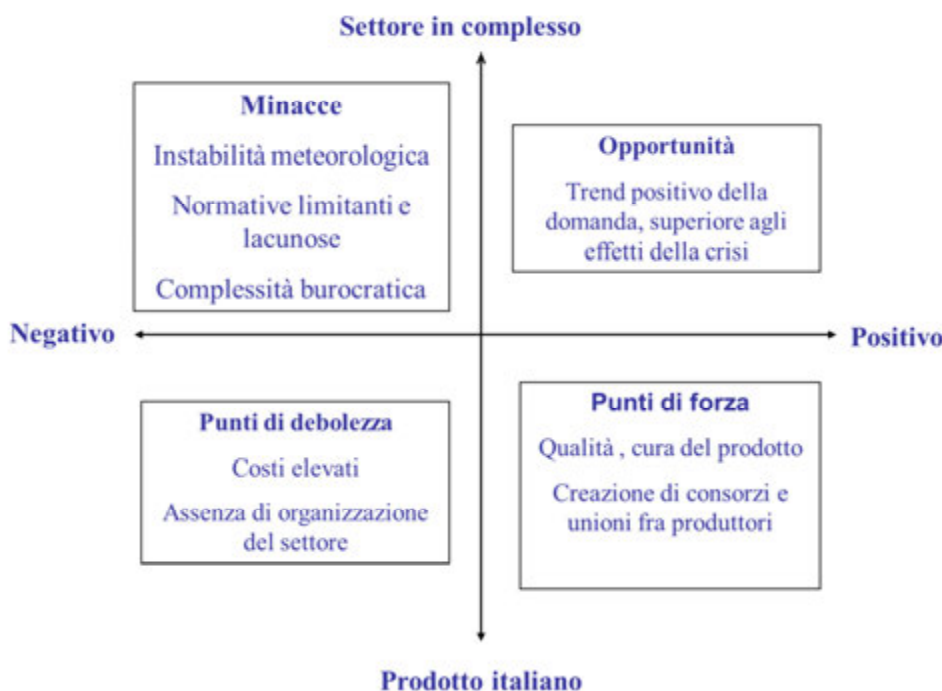 Settore in complesso
Minacce
Instabilità meteorologica
Normative limitanti e
lacunose
Complessità burocratica
Opportunità
Trend positivo della
domanda, superiore agli
effetti della crisi
Negativo
Positivo
Punti di debolezza
Costi elevati
Assenza di organizzazione
del settore
Punti di forza
Qualità , cura del prodotto
Creazione di consorzi e
unioni fra produttori
Prodotto italiano